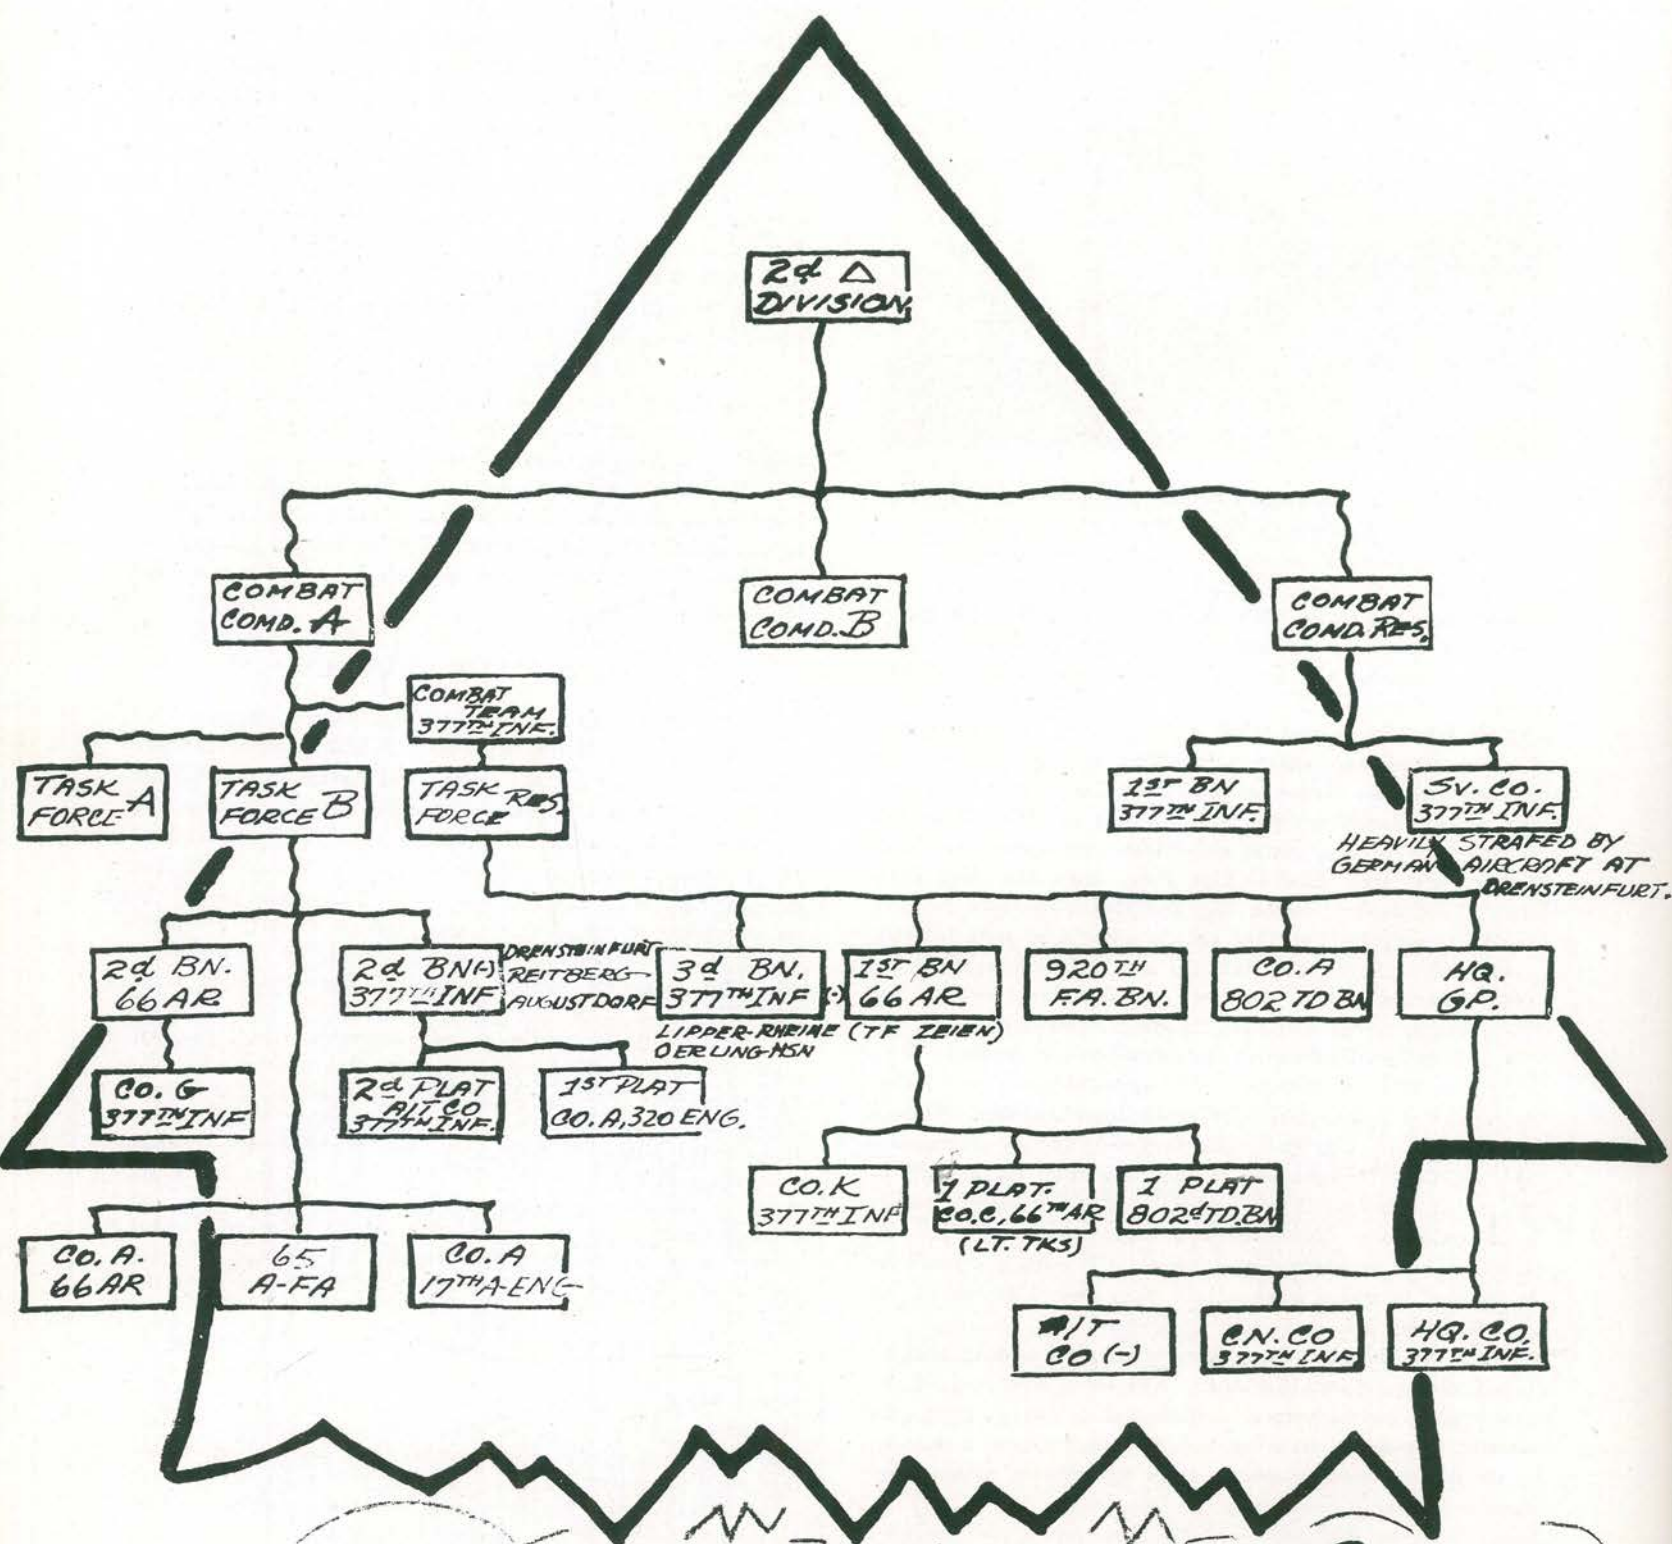 2d △
DIVISION
COMBAT
COMD. A
COMBAT
COMD. B
COMBAT
COMD. RES.
COMBAT
TEAM
377TH INF.
TASK
FORCE A
TASK
FORCE B
TASK RES.
FORCE
1ST BN
377TH INF.
SV. CO.
377TH INF.
HEAVILY STRAFED BY
GERMAN AIRCRAFT AT
DRENSTEINFURT.
2d BN.
66 AR
2d BN(-)
377TH INF
DRENSTEINFURT
REITBERG
AUGUSTDORF
3d BN.
377TH INF (-)
LIPPER-RHEIME
OERLING-HSN
1ST BN
66 AR
(TF ZEIEN)
920TH
F.A. BN.
CO. A
802 TD BN
HQ.
GP.
CO. G
377TH INF
2d PLAT
A/T CO
377TH INF.
1ST PLAT
CO. A, 320 ENG.
CO. K
377TH INF
1 PLAT.
CO. C, 66TH AR
(LT. TKS)
1 PLAT
802d TD. BN
CO. A.
66 AR
65
A-FA
CO. A
17TH A-ENG
A/T
CO (-)
CN. CO
377TH INF
HQ. CO.
377TH INF.